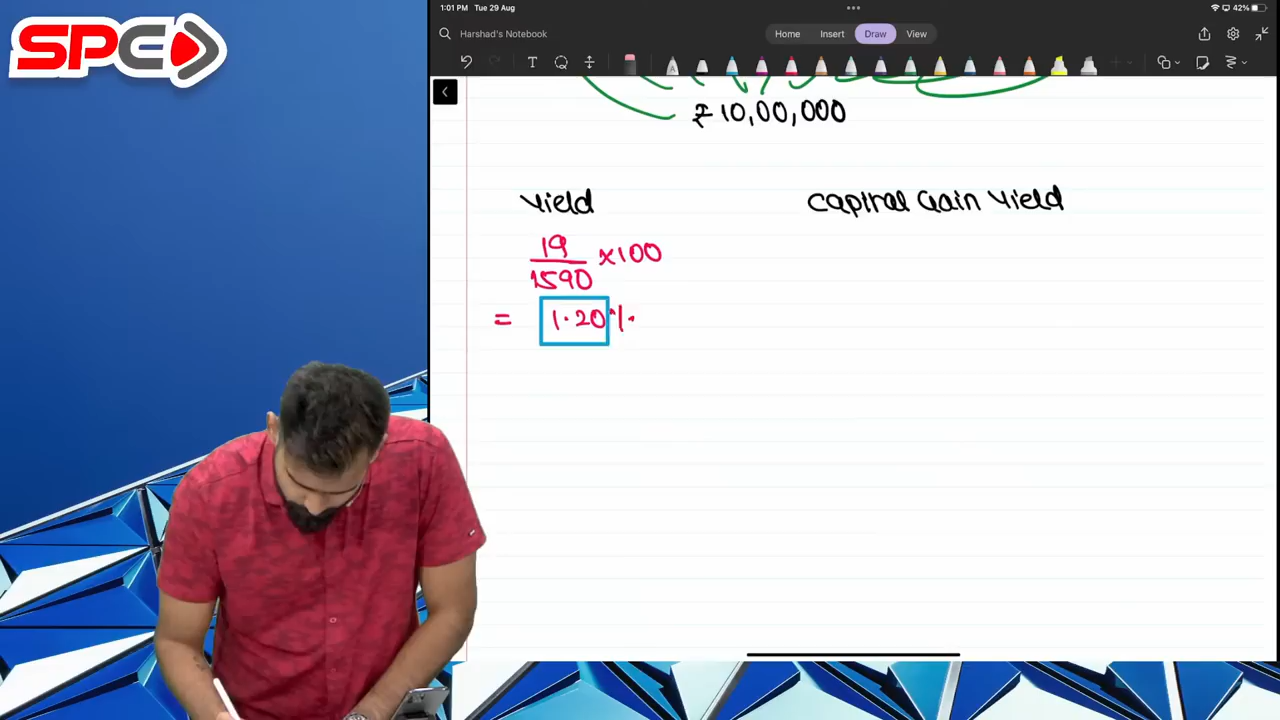 SPC
1:01 PM Tue 29 Aug
42%
Harshad's Notebook
Home Insert Draw View
₹10,00,000
Yield
Capital Gain Yield
19
1590
×100
= 1.20%